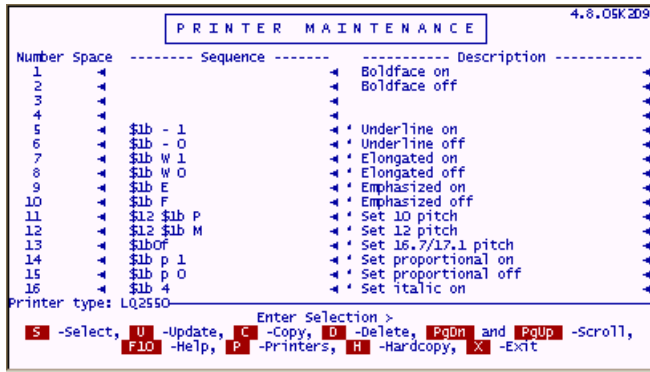 4.8.05K2D9
PRINTER MAINTENANCE
Number Space -------- Sequence ------- ----------- Description -----------
1 ◄ ◄ Boldface on ◄
2 ◄ ◄ Boldface off ◄
3 ◄ ◄ ◄
4 ◄ ◄ ◄
5 ◄ $1b - 1 ◄ ' Underline on ◄
6 ◄ $1b - 0 ◄ ' Underline off ◄
7 ◄ $1b W 1 ◄ ' Elongated on ◄
8 ◄ $1b W 0 ◄ ' Elongated off ◄
9 ◄ $1b E ◄ ' Emphasized on ◄
10 ◄ $1b F ◄ ' Emphasized off ◄
11 ◄ $12 $1b P ◄ ' Set 10 pitch ◄
12 ◄ $12 $1b M ◄ ' Set 12 pitch ◄
13 ◄ $1b0f ◄ ' Set 16.7/17.1 pitch ◄
14 ◄ $1b p 1 ◄ ' Set proportional on ◄
15 ◄ $1b p 0 ◄ ' Set proportional off ◄
16 ◄ $1b 4 ◄ ' Set italic on ◄
Printer type: LQ2550
Enter Selection >
S -Select, U -Update, C -Copy, D -Delete, PgDn and PgUp -Scroll,
F10 -Help, P -Printers, H -Hardcopy, X -Exit